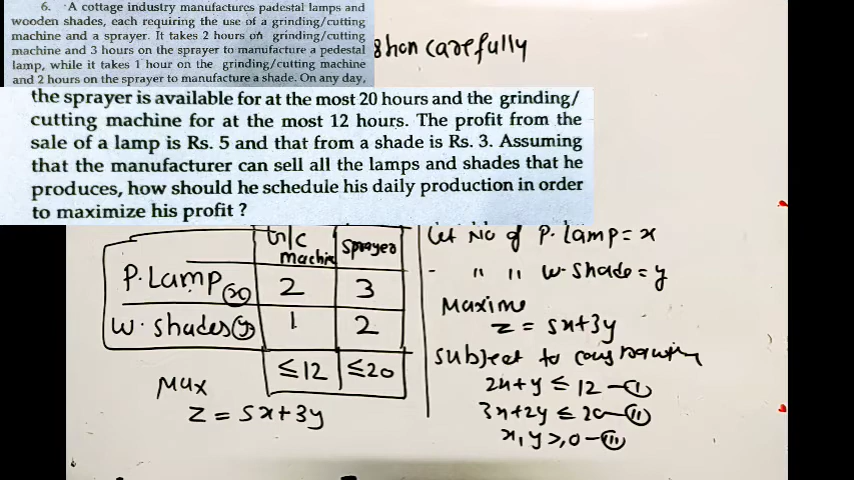 6. A cottage industry manufactures padestal lamps and
wooden shades, each requiring the use of a grinding/cutting
machine and a sprayer. It takes 2 hours on grinding/cutting
machine and 3 hours on the sprayer to manufacture a pedestal
lamp, while it takes 1 hour on the grinding/cutting machine
and 2 hours on the sprayer to manufacture a shade. On any day,
the sprayer is available for at the most 20 hours and the grinding/
cutting machine for at the most 12 hours. The profit from the
sale of a lamp is Rs. 5 and that from a shade is Rs. 3. Assuming
that the manufacturer can sell all the lamps and shades that he
produces, how should he schedule his daily production in order
to maximize his profit ?
carefully
G/C machin Sprayer
P.Lamp (x) 2 3
W. shades (y) 1 2
≤12 ≤20
Max
Z = 5x+3y
Let No of P. Lamp = x
- " " W. Shade = y
Maxime
Z = 5x+3y
Subject to
2x+y ≤ 12 - (I)
3x+2y ≤ 20 - (II)
x, y ≥, 0 - (III)